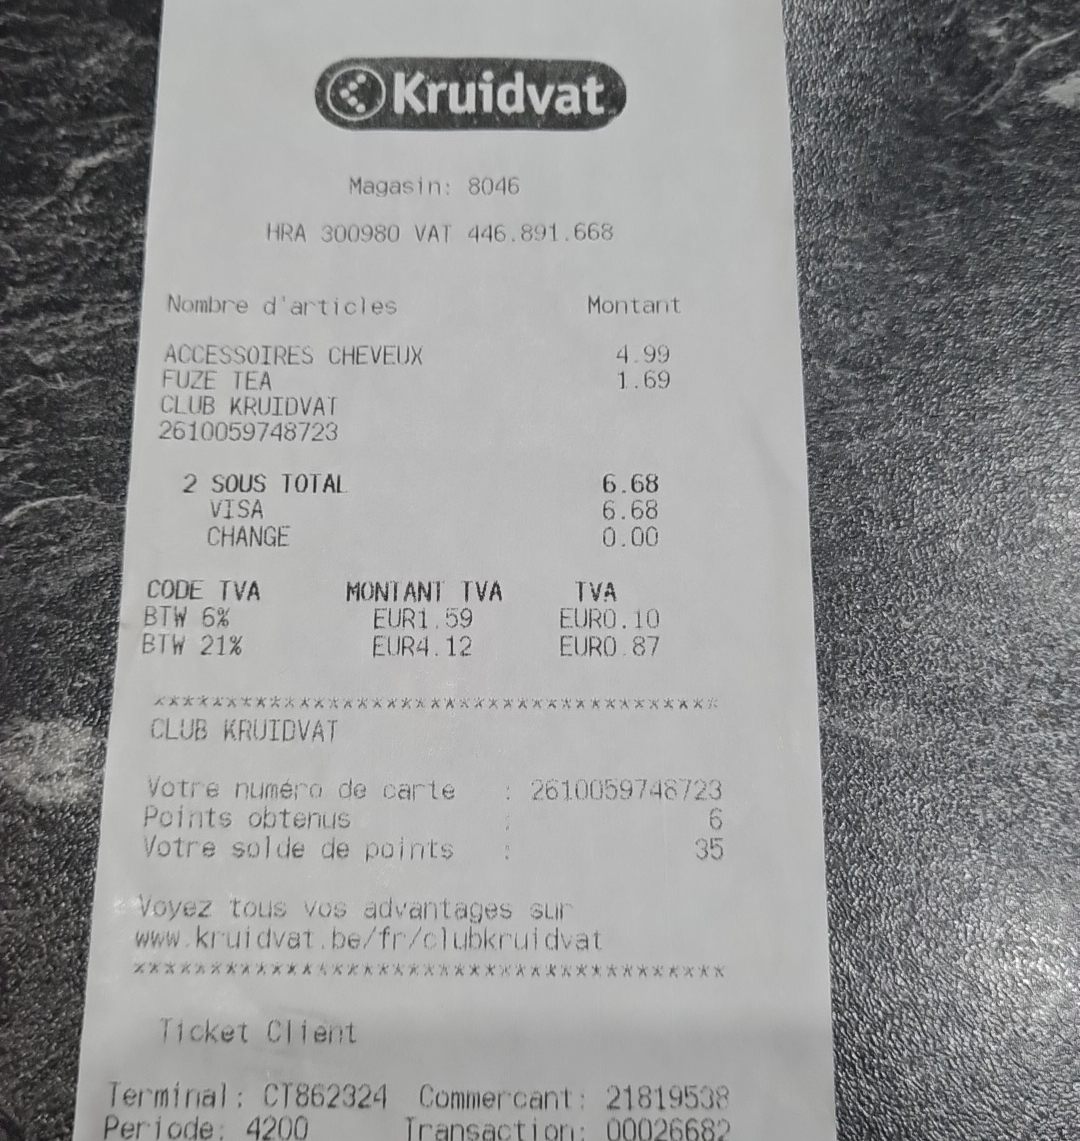 Kruidvat
Magasin: 8046
HRA 300980 VAT 446.891.668
Nombre d'articles Montant
ACCESSOIRES CHEVEUX 4.99
FUZE TEA 1.69
CLUB KRUIDVAT
2610059748723
2 SOUS TOTAL 6.68
VISA 6.68
CHANGE 0.00
CODE TVA MONTANT TVA TVA
BTW 6% EUR1.59 EUR0.10
BTW 21% EUR4.12 EUR0.87
***************************************
CLUB KRUIDVAT
Votre numéro de carte : 2610059748723
Points obtenus : 6
Votre solde de points : 35
Voyez tous vos advantages sur
www.kruidvat.be/fr/clubkruidvat
***************************************
Ticket Client
Terminal: CT862324 Commercant: 21819538
Periode: 4200 Transaction: 00026682